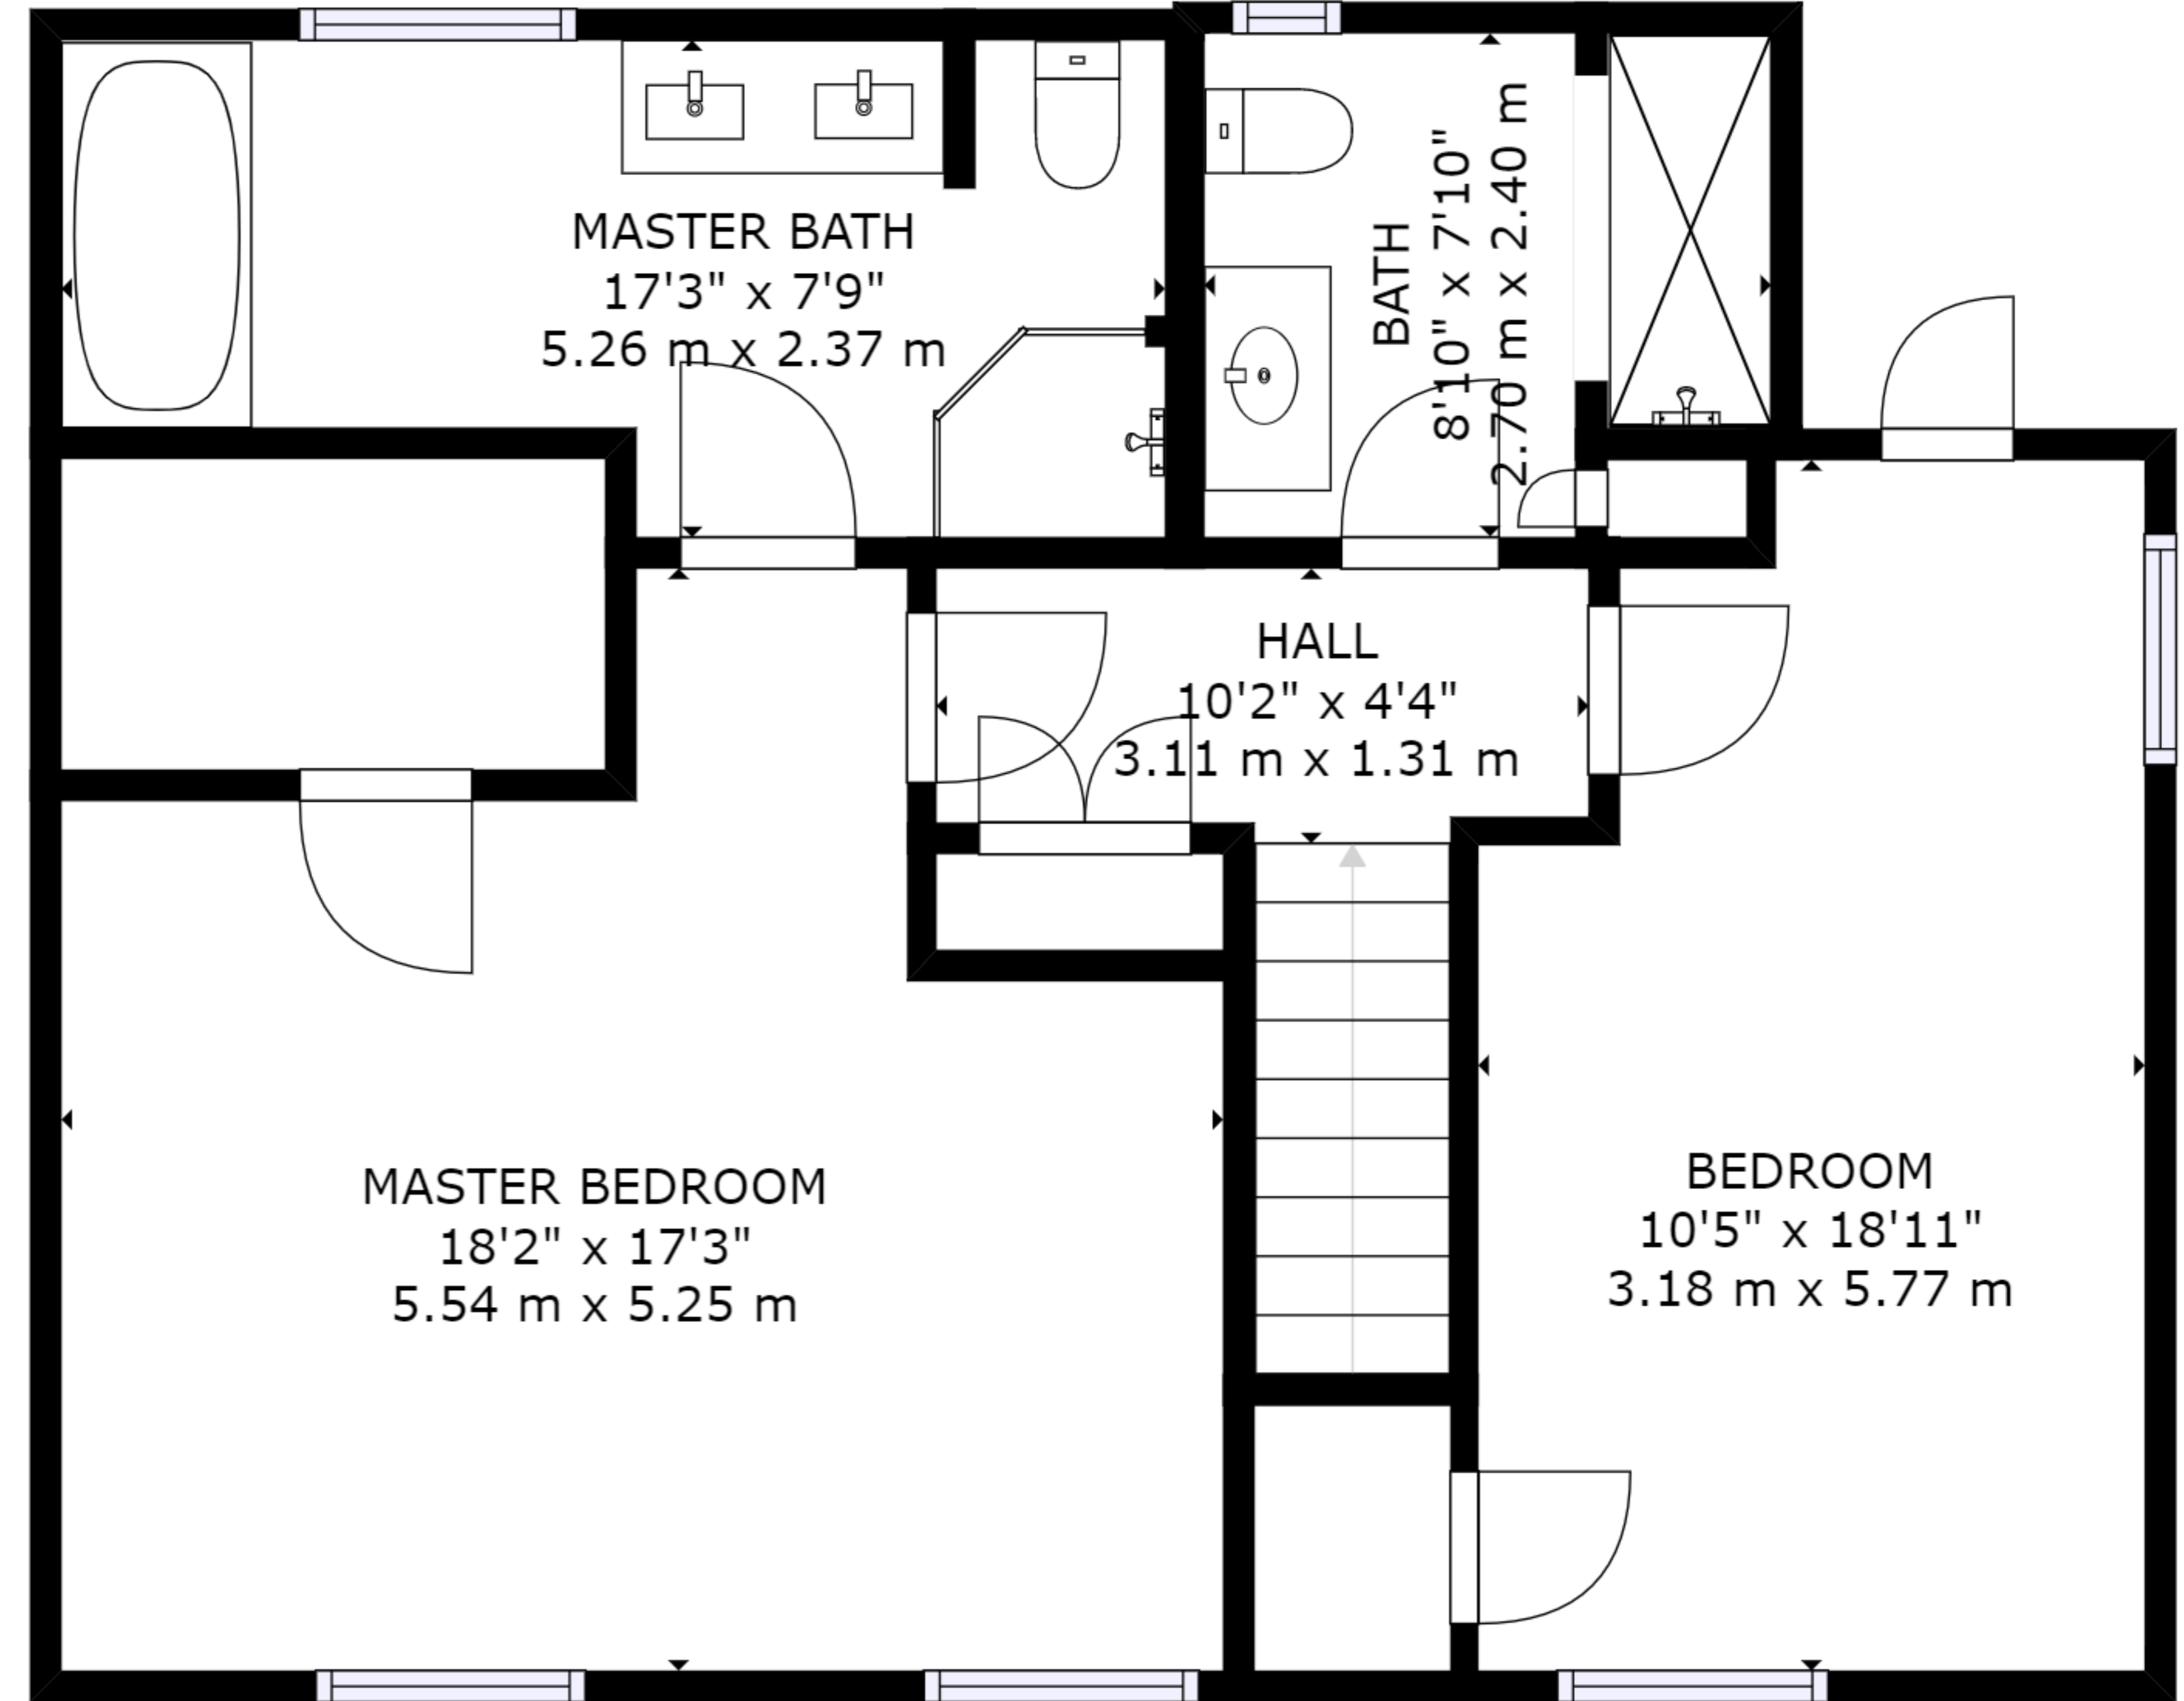 MASTER BATH
17'3" x 7'9"
5.26 m x 2.37 m
BATH
8'10" x 7'10"
2.70 m x 2.40 m
HALL
10'2" x 4'4"
3.11 m x 1.31 m
MASTER BEDROOM
18'2" x 17'3"
5.54 m x 5.25 m
BEDROOM
10'5" x 18'11"
3.18 m x 5.77 m